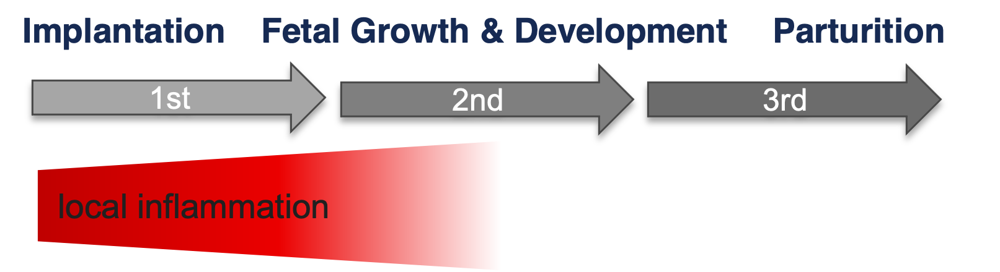 Implantation Fetal Growth & Development Parturition
1st 2nd 3rd
local inflammation